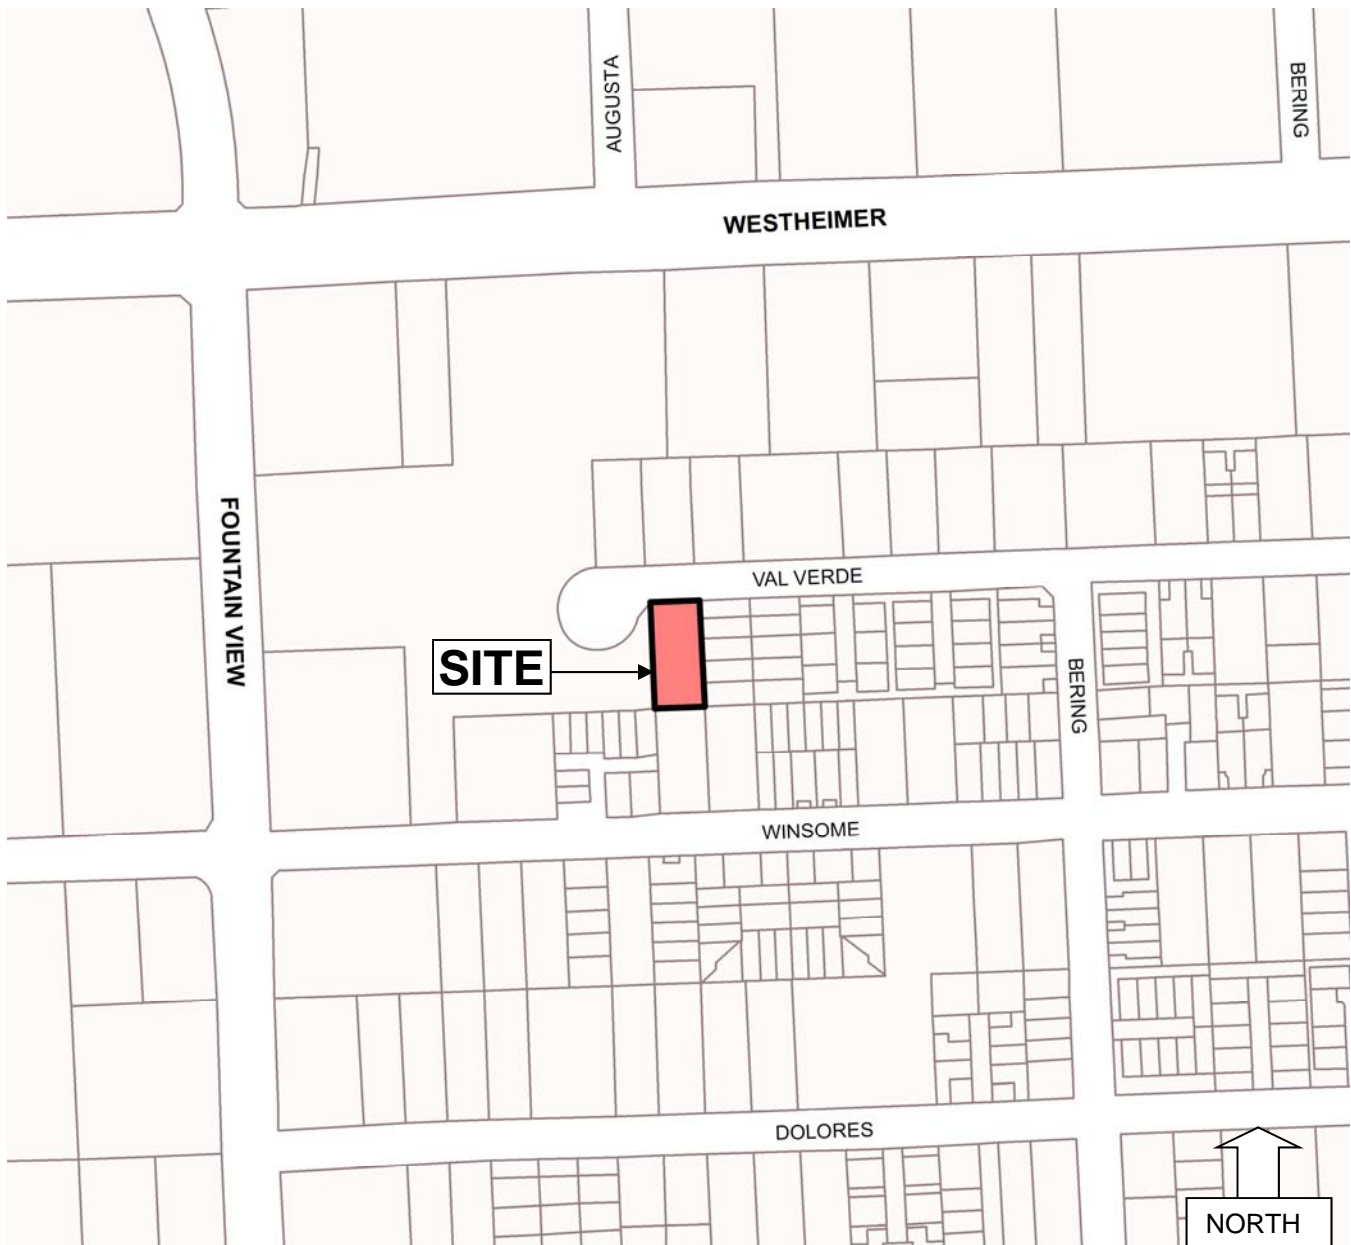 AUGUSTA
BERING
WESTHEIMER
FOUNTAIN VIEW
VAL VERDE
SITE
BERING
WINSOME
DOLORES
NORTH